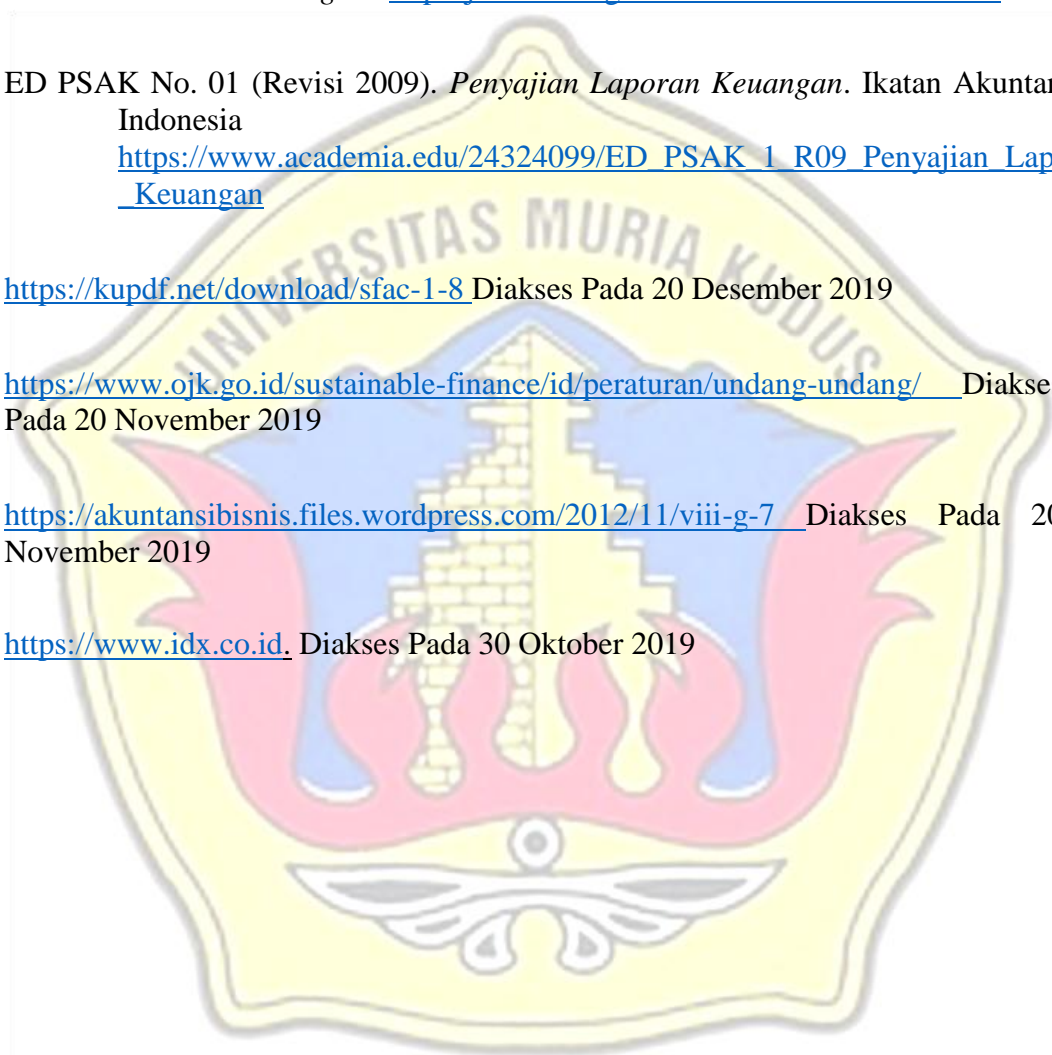 ED PSAK No. 01 (Revisi 2009). Penyajian Laporan Keuangan. Ikatan Akuntan
Indonesia
https://www.academia.edu/24324099/ED_PSAK_1_R09_Penyajian_Lap
_Keuangan
UNIVERSITAS MURIA KUDUS
https://kupdf.net/download/sfac-1-8 Diakses Pada 20 Desember 2019
https://www.ojk.go.id/sustainable-finance/id/peraturan/undang-undang/ Diakse
Pada 20 November 2019
https://akuntansibisnis.files.wordpress.com/2012/11/viii-g-7 Diakses Pada 20
November 2019
https://www.idx.co.id. Diakses Pada 30 Oktober 2019